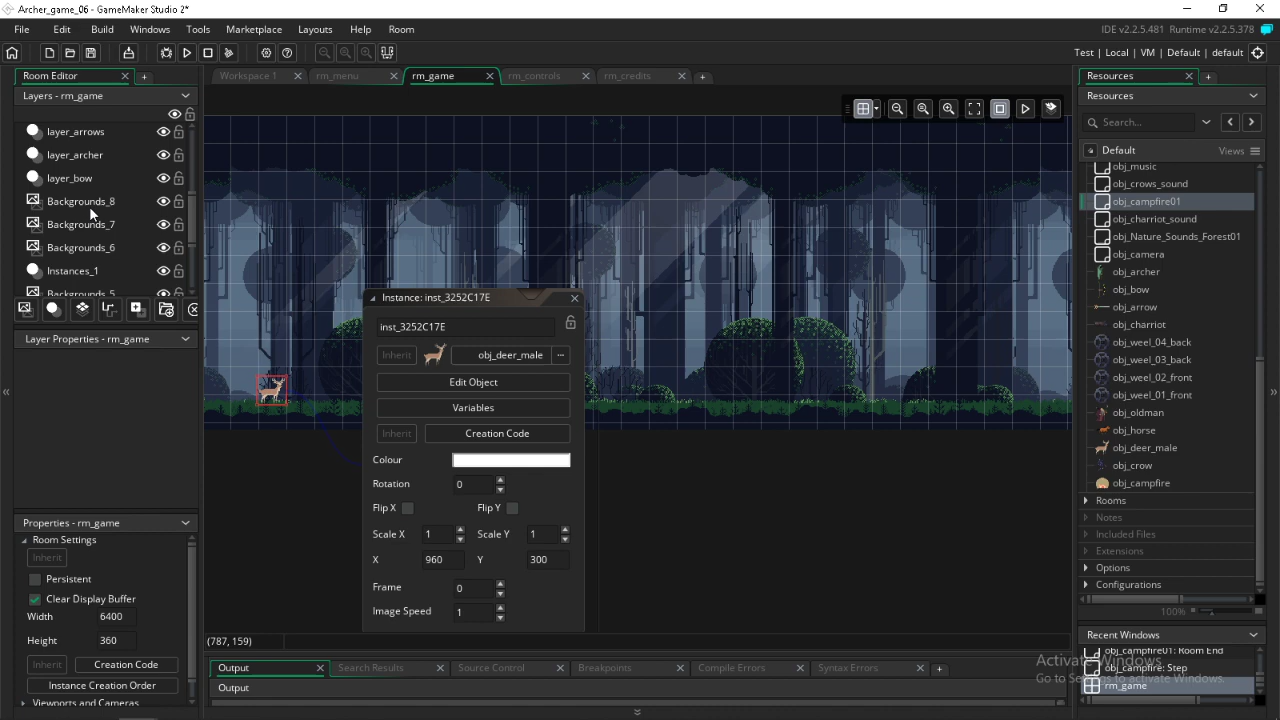 Archer_game_06 - GameMaker Studio 2*
File Edit Build Windows Tools Marketplace Layouts Help Room
IDE v2.2.5.481 Runtime v2.2.5.378
Test | Local | VM | Default | default
Room Editor
Workspace 1
rm_menu
rm_game
rm_controls
rm_credits
Resources
Layers - rm_game
Resources
Search...
layer_arrows
layer_archer
layer_bow
Backgrounds_8
Backgrounds_7
Backgrounds_6
Instances_1
Backgrounds_5
Layer Properties - rm_game
Properties - rm_game
Room Settings
Inherit
Persistent
Clear Display Buffer
Width 6400
Height 360
Inherit
Creation Code
Instance Creation Order
Viewports and Cameras
Instance: inst_3252C17E
inst_3252C17E
Inherit
obj_deer_male
...
Edit Object
Variables
Inherit
Creation Code
Colour
Rotation 0
Flip X
Flip Y
Scale X 1
Scale Y 1
X 960
Y 300
Frame 0
Image Speed 1
(787, 159)
Output
Search Results
Source Control
Breakpoints
Compile Errors
Syntax Errors
Output
Default
Views
obj_music
obj_crows_sound
obj_campfire01
obj_charriot_sound
obj_Nature_Sounds_Forest01
obj_camera
obj_archer
obj_bow
obj_arrow
obj_charriot
obj_weel_04_back
obj_weel_03_back
obj_weel_02_front
obj_weel_01_front
obj_oldman
obj_horse
obj_deer_male
obj_crow
obj_campfire
Rooms
Notes
Included Files
Extensions
Options
Configurations
100%
Recent Windows
obj_campfire01: Room End
obj_campfire: Step
rm_game
Activate Windows
Go to Settings to activate Windows.